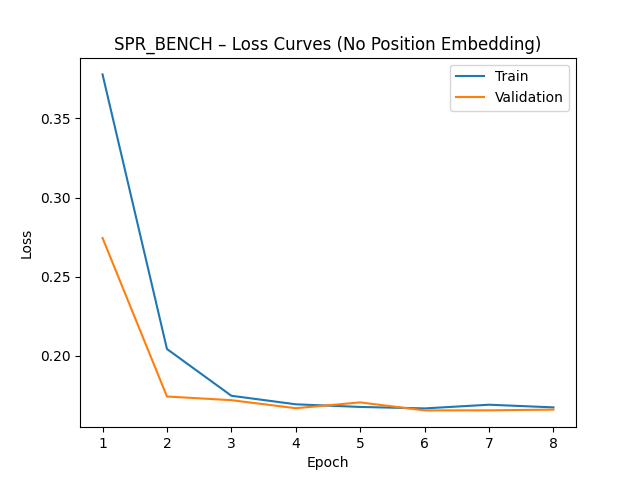 SPR_BENCH – Loss Curves (No Position Embedding)
Train
Validation
0.35
0.30
0.25
0.20
Loss
1 2 3 4 5 6 7 8
Epoch